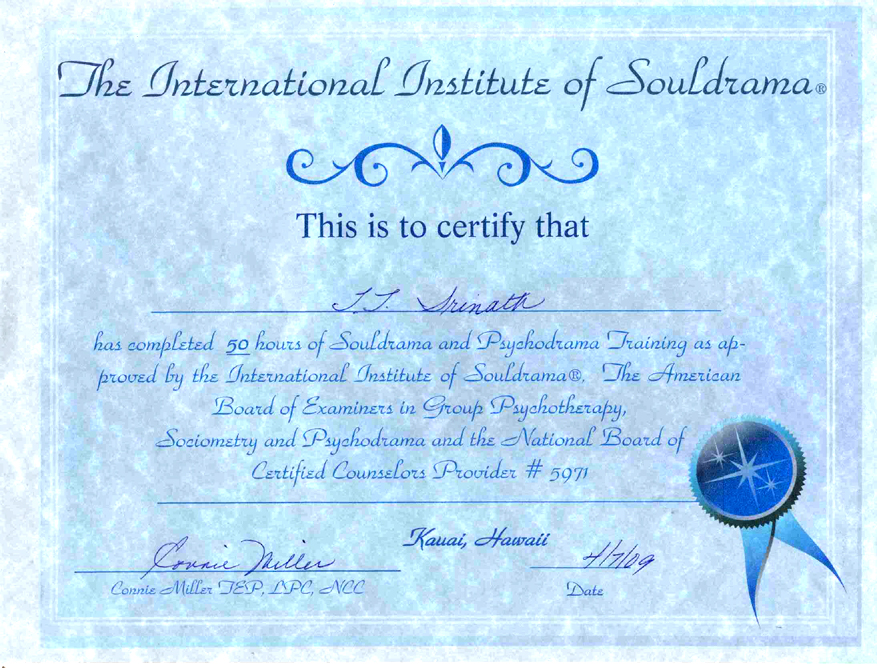 The International Institute of Souldrama®
This is to certify that
T.T. Srinath
has completed 50 hours of Souldrama and Psychodrama Training as ap-
proved by the International Institute of Souldrama®, The American
Board of Examiners in Group Psychotherapy,
Sociometry and Psychodrama and the National Board of
Certified Counselors Provider # 5971
Kauai, Hawaii
Connie Miller 4/7/09
Connie Miller TEP, LPC, NCC Date